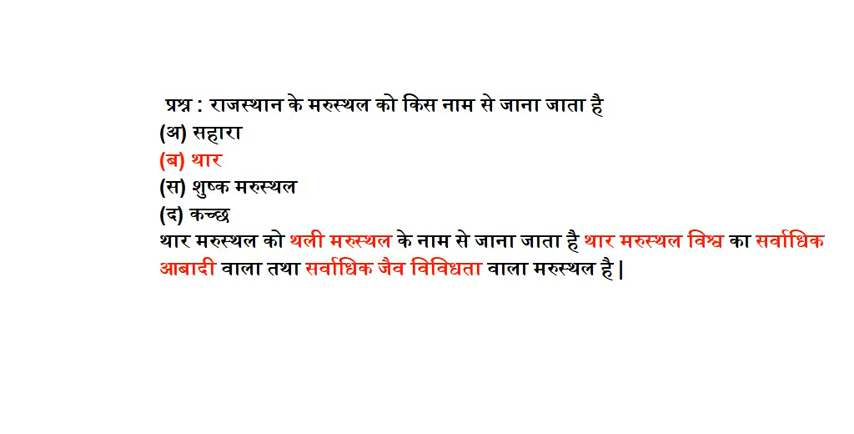 प्रश्न : राजस्थान के मरुस्थल को किस नाम से जाना जाता है
(अ) सहारा
(ब) थार
(स) शुष्क मरुस्थल
(द) कच्छ
थार मरुस्थल को थली मरुस्थल के नाम से जाना जाता है थार मरुस्थल विश्व का सर्वाधिक
आबादी वाला तथा सर्वाधिक जैव विविधता वाला मरुस्थल है |